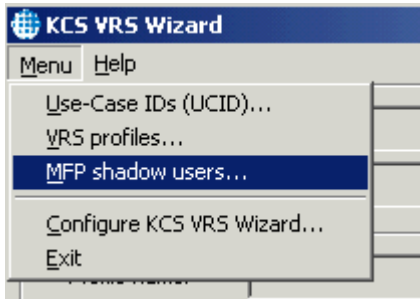 KCS VRS Wizard
Menu Help
Use-Case IDs (UCID)...
VRS profiles...
MFP shadow users...
Configure KCS VRS Wizard...
Exit